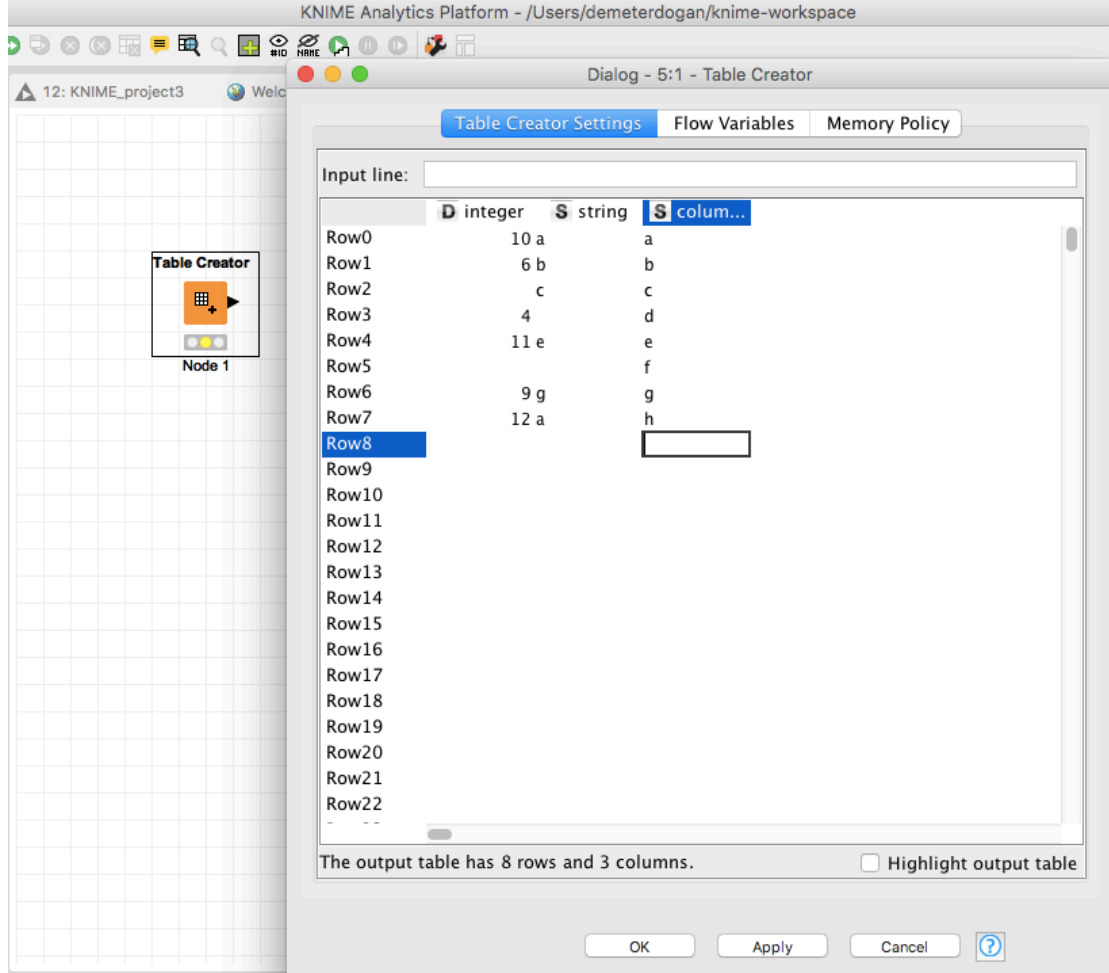 KNIME Analytics Platform - /Users/demeterdogan/knime-workspace
#ID NAME
12: KNIME_project3 Welc
Table Creator
Node 1
Dialog - 5:1 - Table Creator
Table Creator Settings Flow Variables Memory Policy
Input line:
D integer S string S colum...
Row0 10 a a
Row1 6 b b
Row2 c c
Row3 4 d
Row4 11 e e
Row5 f
Row6 9 g g
Row7 12 a h
Row8
Row9
Row10
Row11
Row12
Row13
Row14
Row15
Row16
Row17
Row18
Row19
Row20
Row21
Row22
The output table has 8 rows and 3 columns. Highlight output table
OK Apply Cancel ?